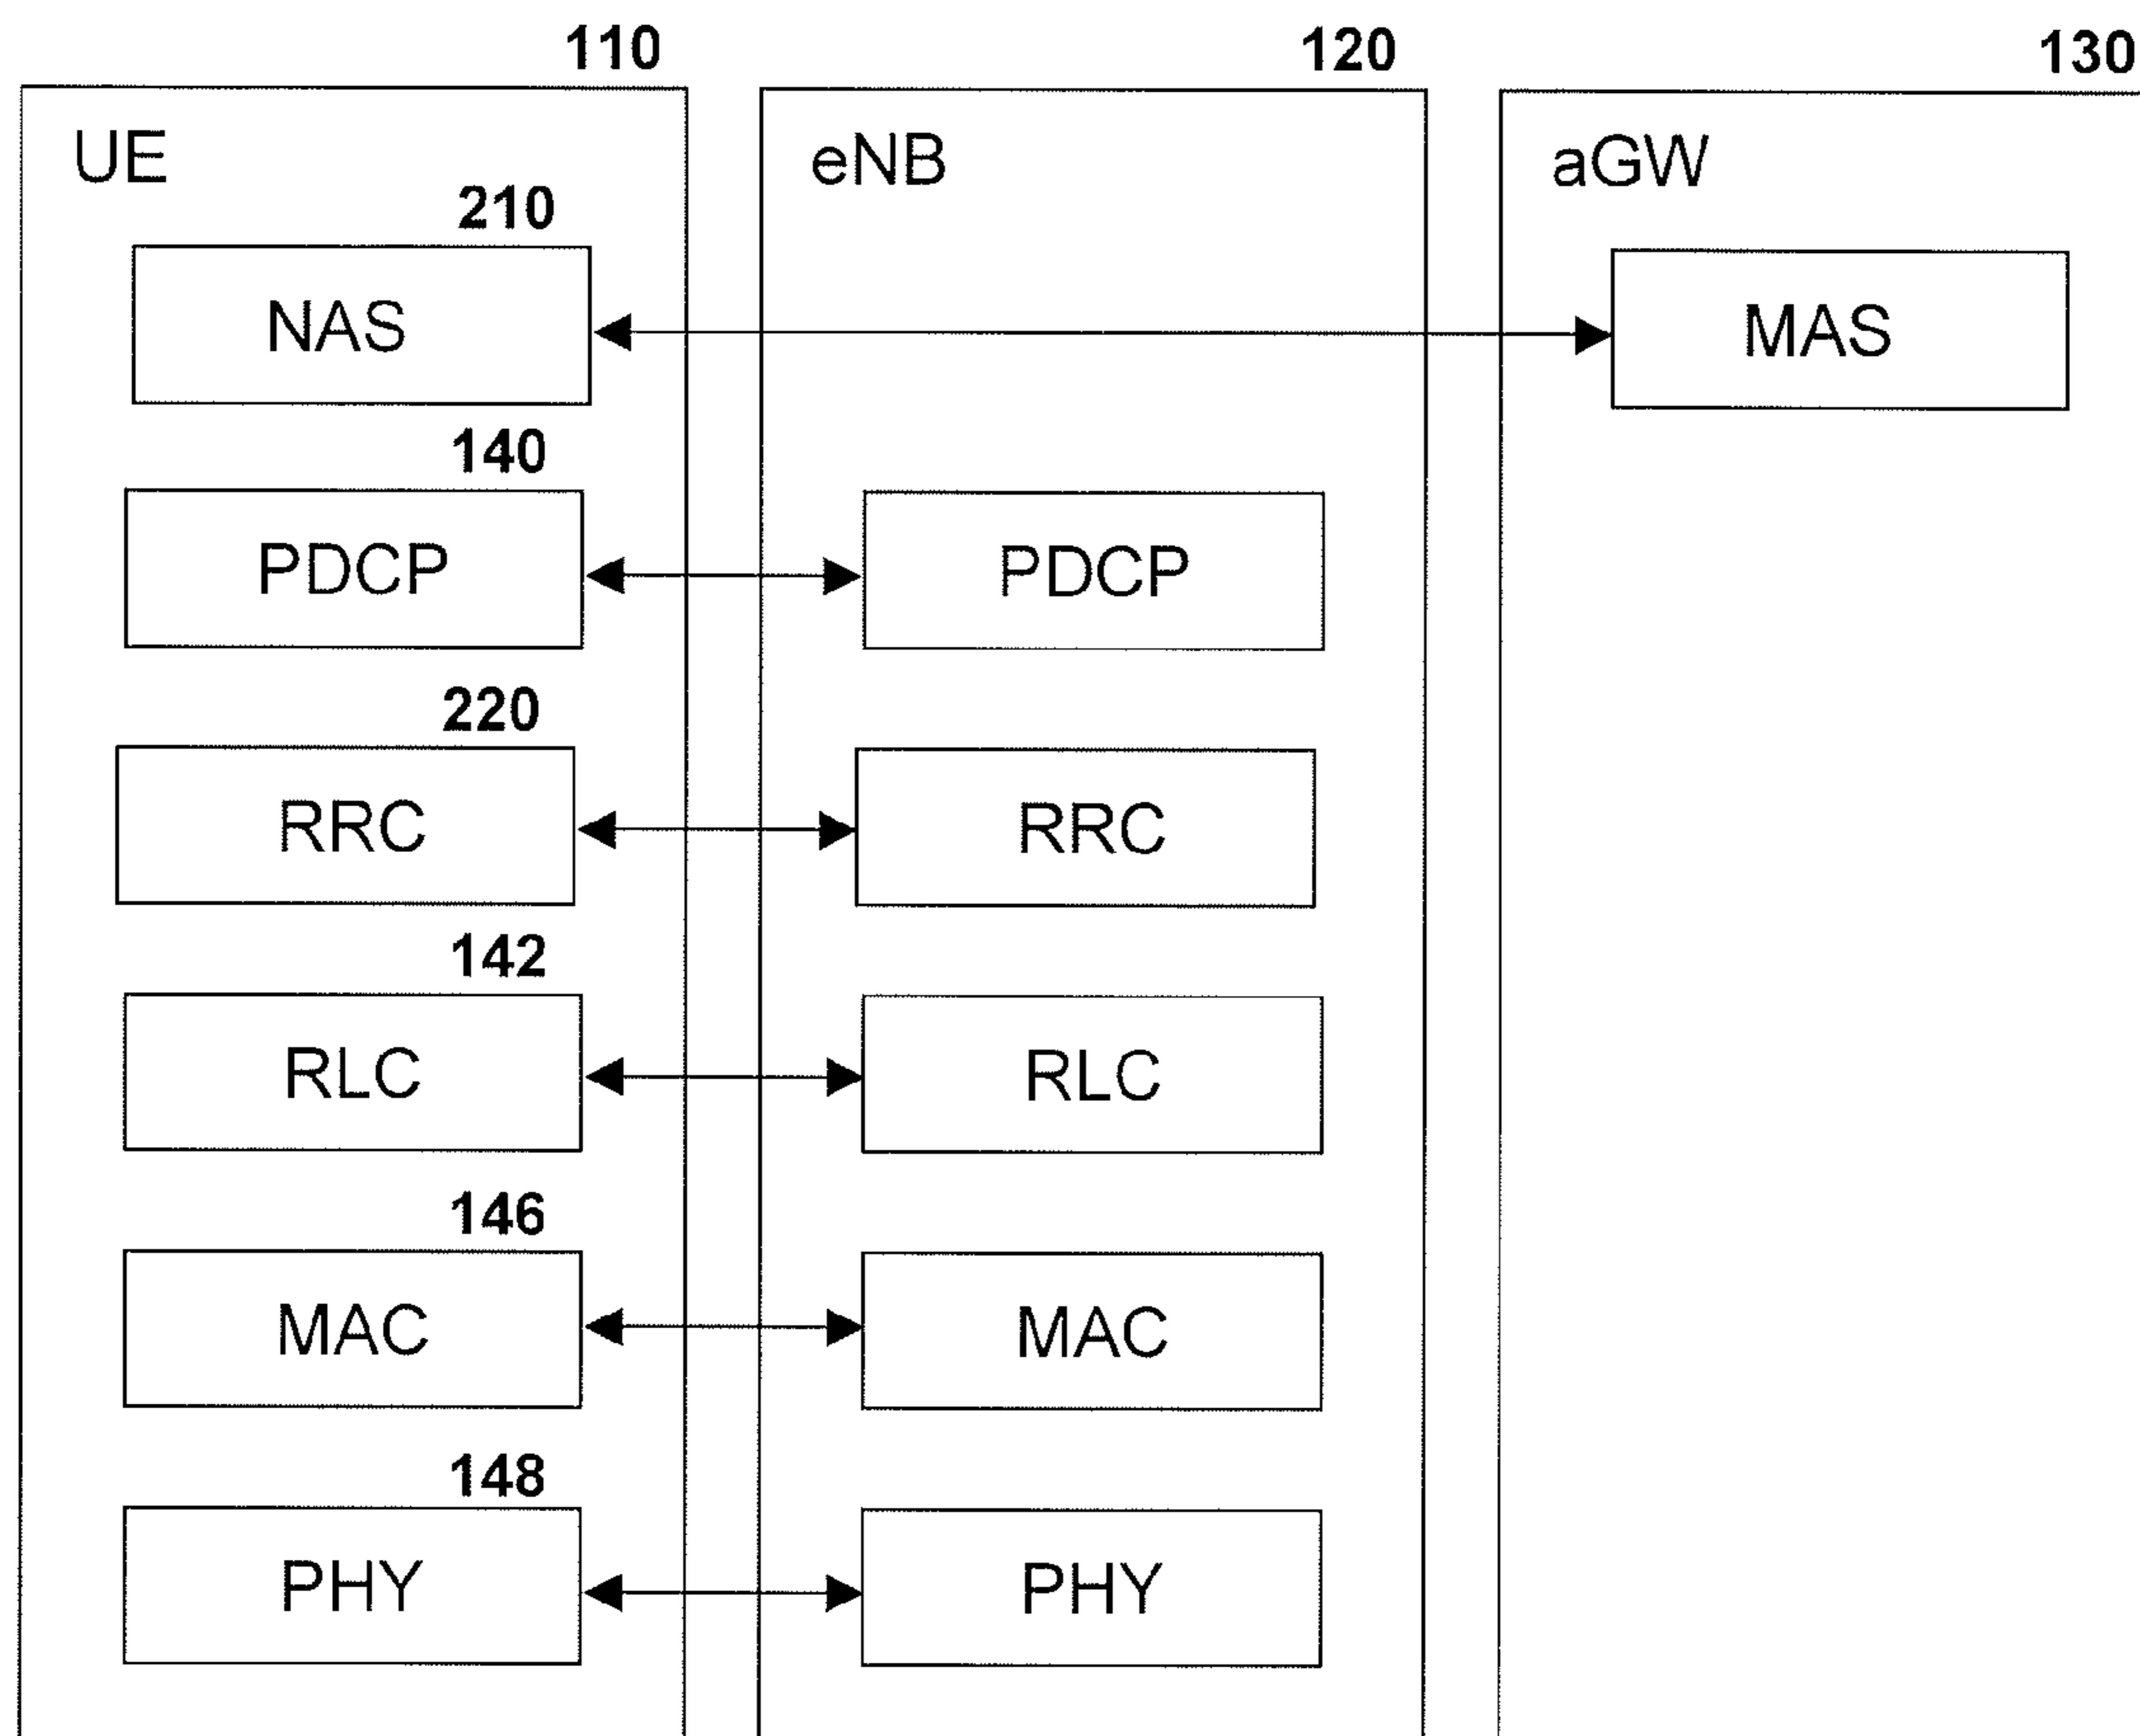 110 120 130
UE eNB aGW
210
NAS MAS
140
PDCP PDCP
220
RRC RRC
142
RLC RLC
146
MAC MAC
148
PHY PHY